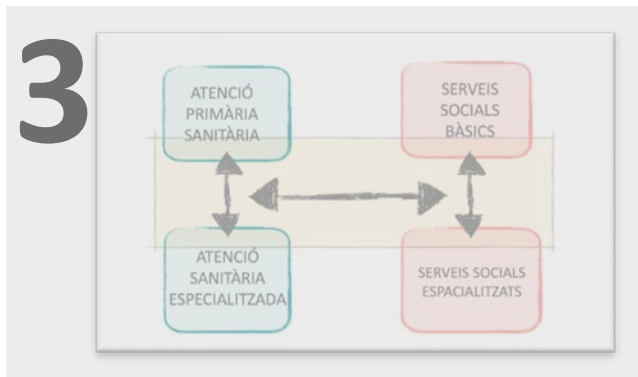 3
ATENCIÓ
PRIMÀRIA
SANITÀRIA
SERVEIS
SOCIALS
BÀSICS
ATENCIÓ
SANITÀRIA
ESPECIALITZADA
SERVEIS SOCIALS
ESPACIALITZATS